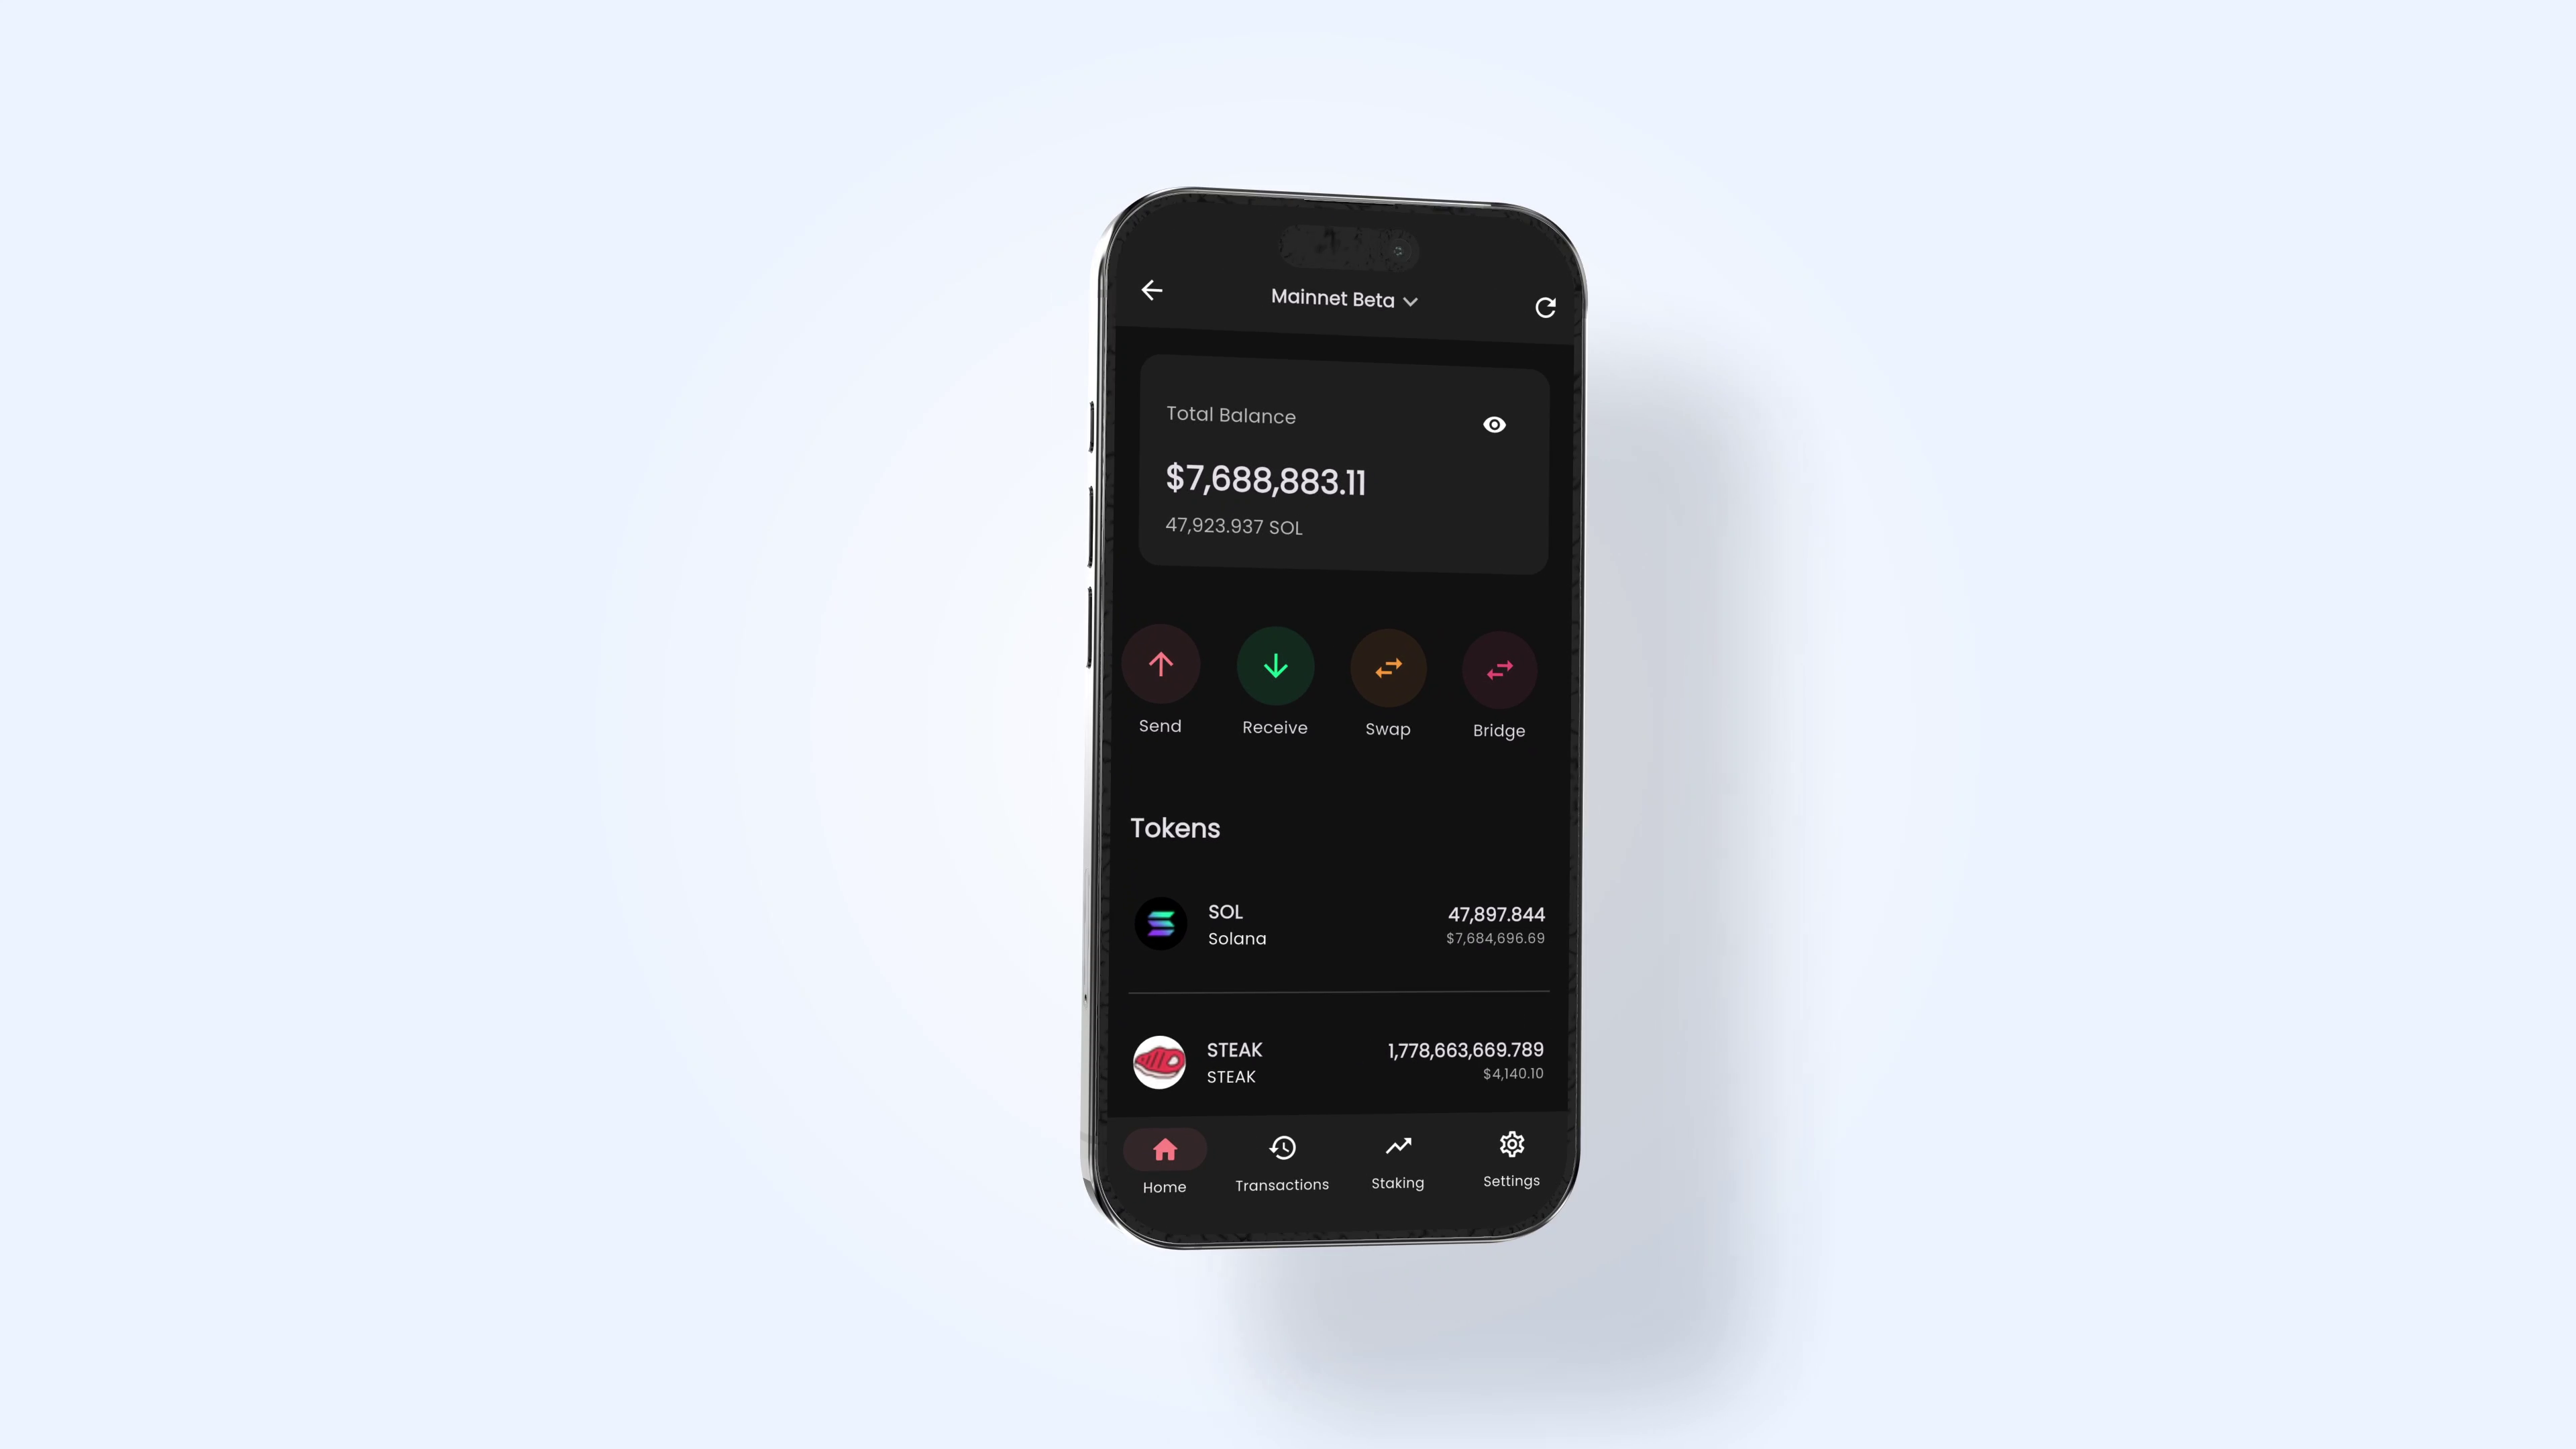 Mainnet Beta
Total Balance
$7,688,883.11
47,923.937 SOL
Send
Receive
Swap
Bridge
Tokens
SOL
47,897.844
Solana
$7,684,696.69
STEAK
1,778,663,669.789
STEAK
$4,140.10
Home
Transactions
Staking
Settings